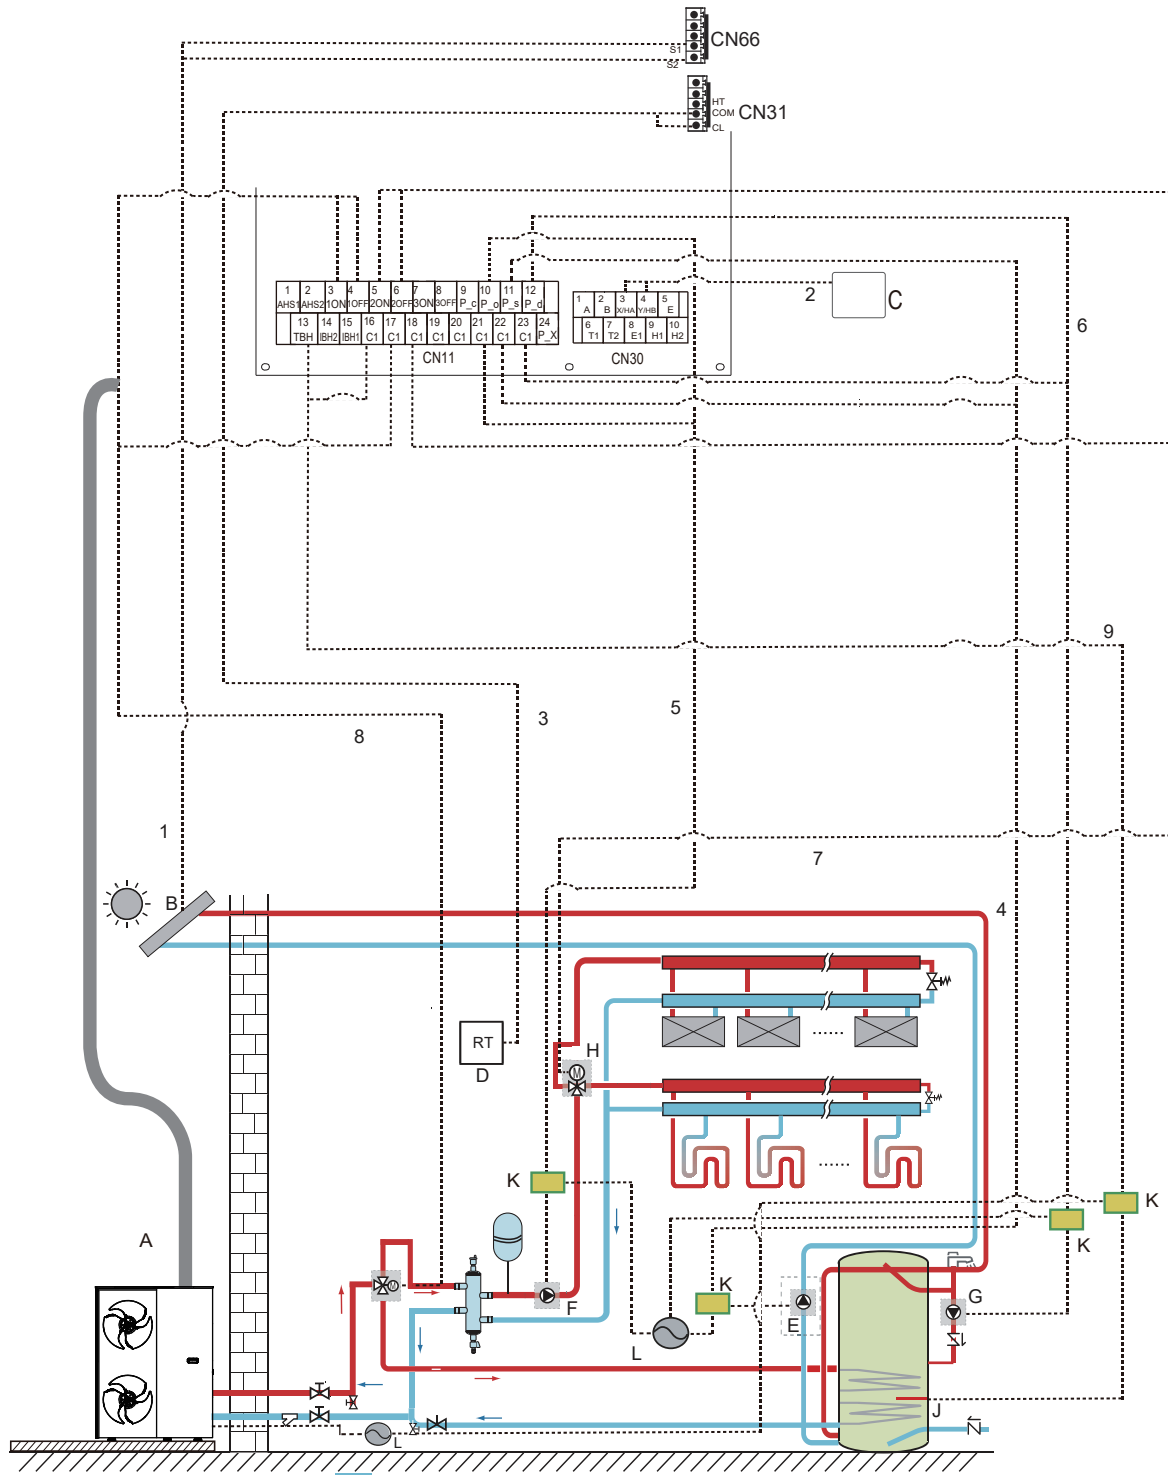 CN66
S1
S2
HT
COM
CN31
CL
1 2 3 4 5 6 7 8 9 10 11 12
AHS1 AHS2 1ON 1OFF 2ON 2OFF 3ON 3OFF P_c P_o P_s P_d
13 14 15 16 17 18 19 20 21 22 23 24
TBH IBH2 IBH1 C1 C1 C1 C1 C1 C1 C1 C1 P_X
CN11
1 2 3 4 5
A B X/HA Y/HB E
6 7 8 9 10
T1 T2 E1 H1 H2
CN30
2
C
6
9
5
3
8
1
7
B
4
RT
D
H
M
K
K
K
A
M
F
K
G
E
L
J
L